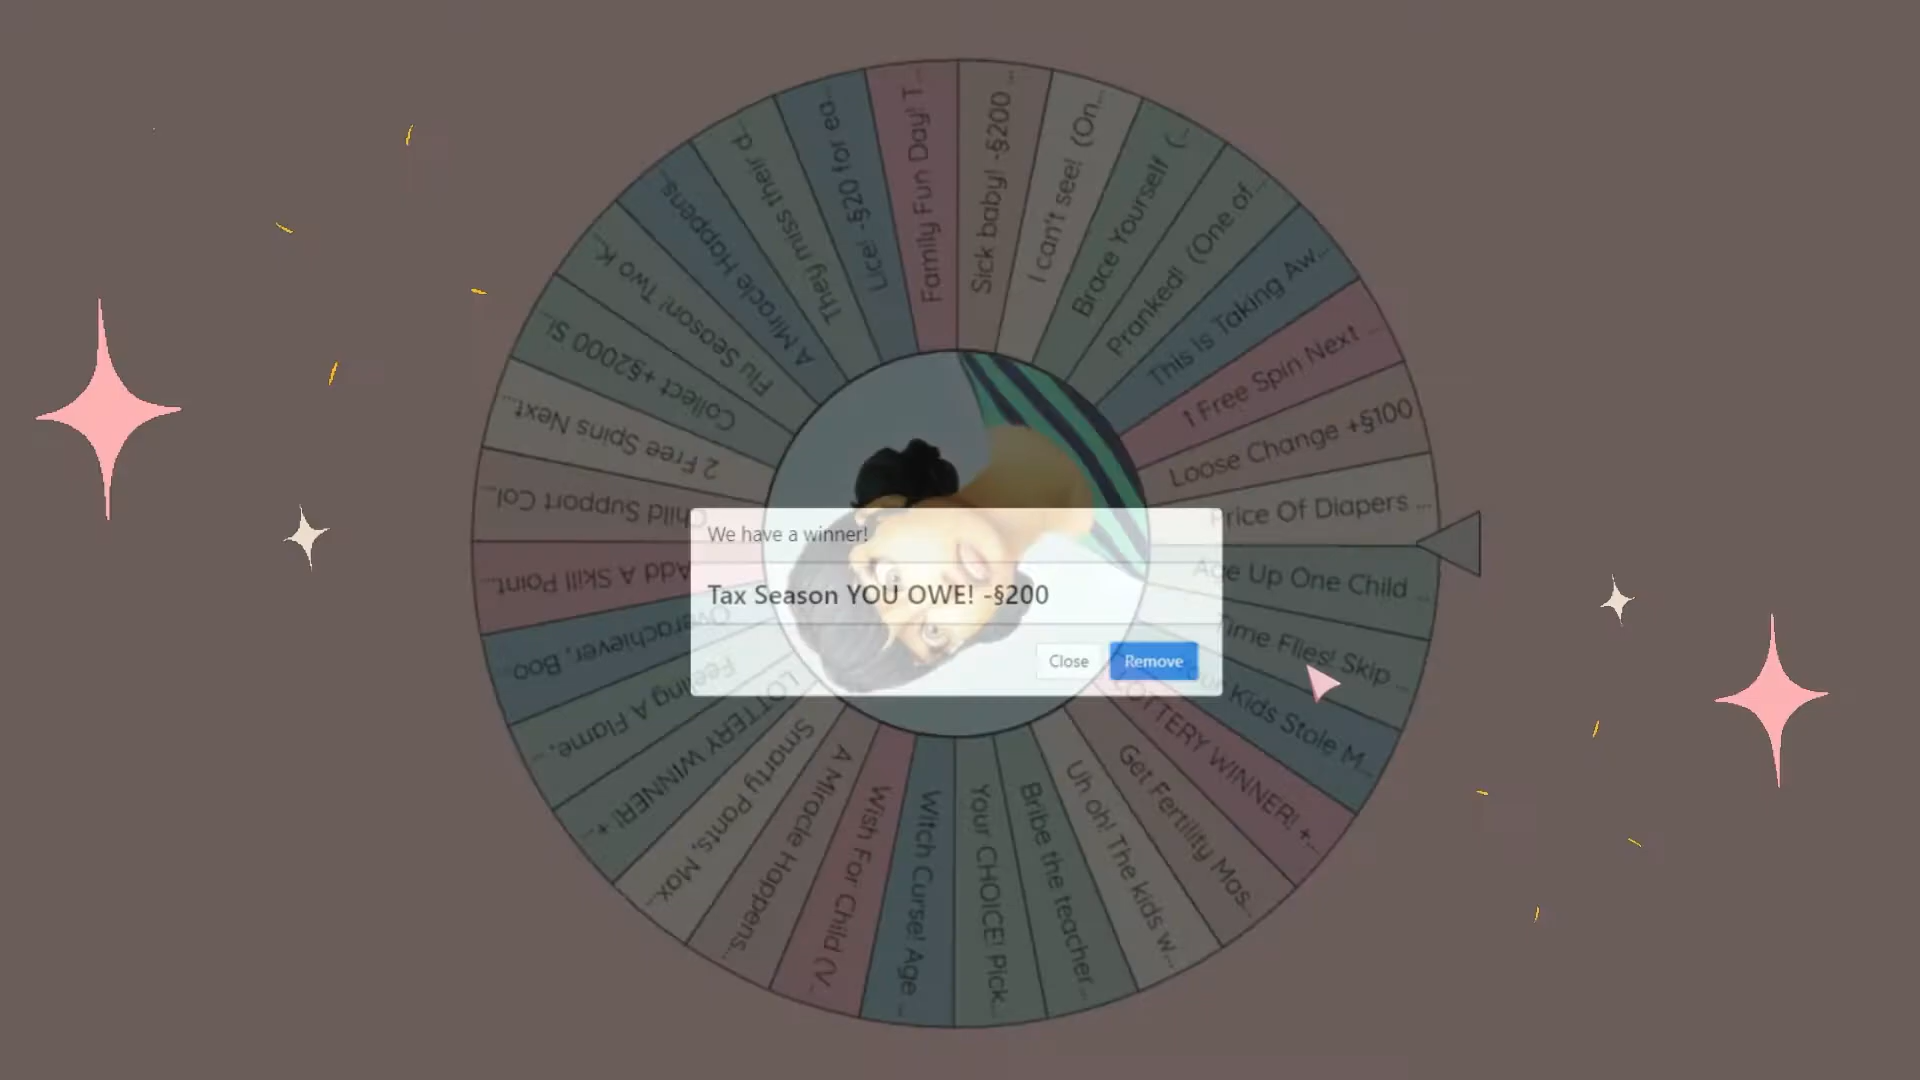 Family Fun Day! T...
Sick baby! -§200 ...
I can't see! (On...
Brace Yourself (...
Pranked! (One of...
This Is Taking Aw...
1 Free Spin Next ...
Loose Change +§100
Price Of Diapers ...
Age Up One Child ...
Time Flies! Skip ...
Kids Stole M...
LOTTERY WINNER! +...
Get Fertility Mas...
Uh oh! The kids w...
Bribe the teacher...
Your CHOICE! Pick...
Witch Curse! Age ...
Wish For Child (V...
A Miracle Happens...
Smarty Pants, Max...
LOTTERY WINNER! +...
Feeling A Flame, ...
Overachiever, Boo...
Add A Skill Point...
Child Support Col...
2 Free Spins Next...
Collect +§2000 Si...
Flu Season! Two K...
A Miracle Happens...
They miss their d...
Lice! -§20 for ea...
We have a winner!
Tax Season YOU OWE! -§200
Close
Remove